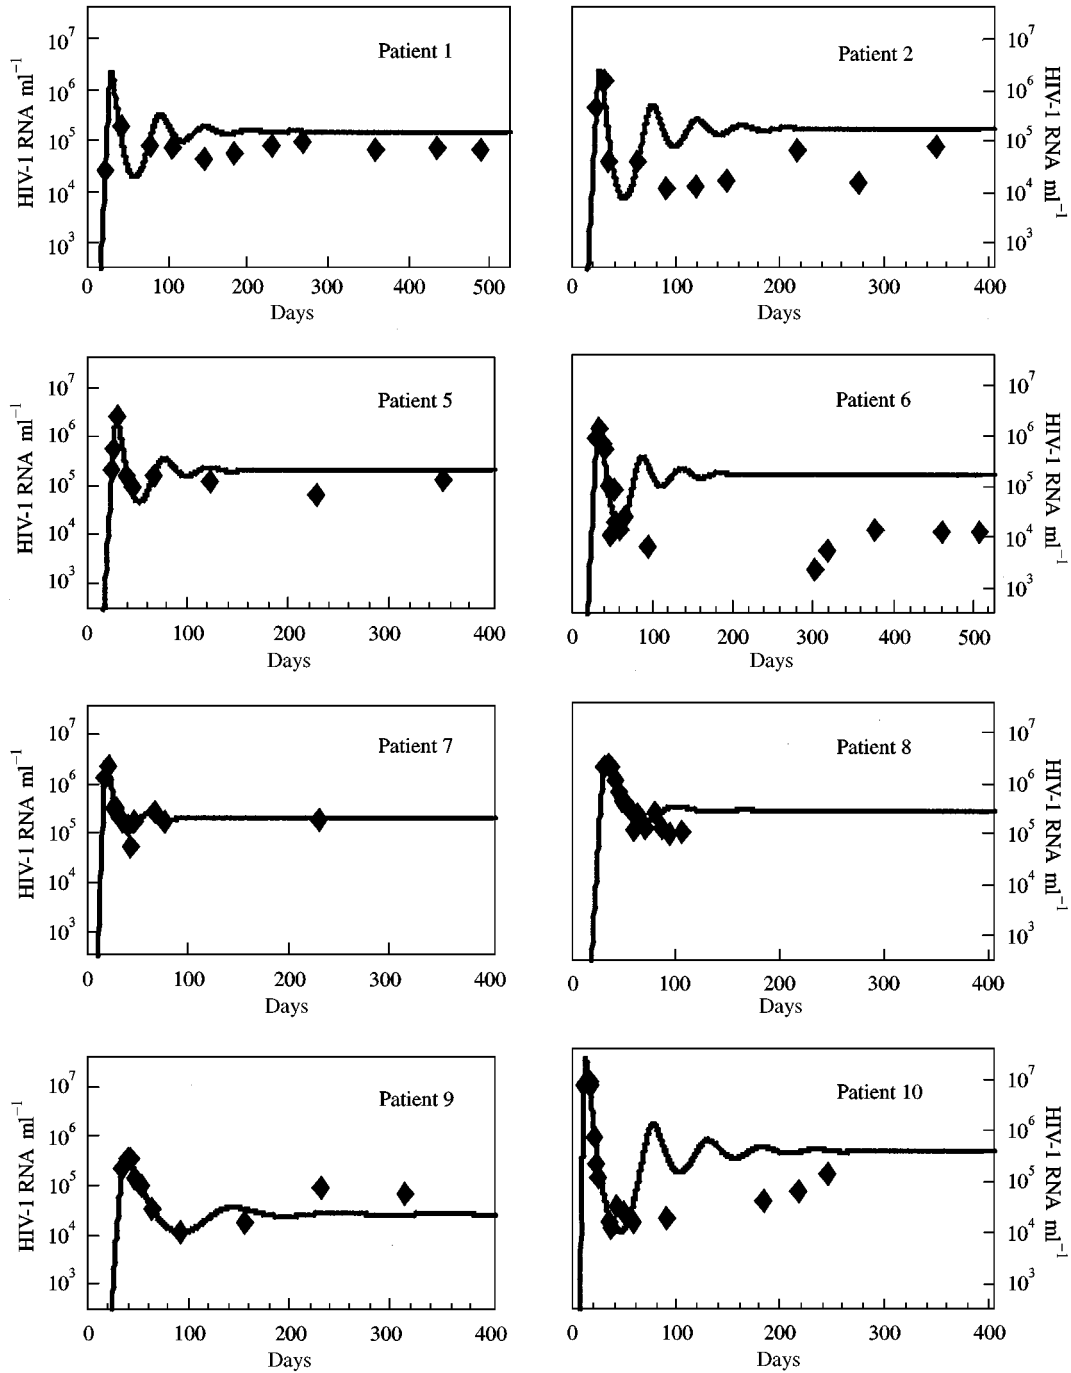 Patient 1
HIV-1 RNA ml⁻¹
10⁷
10⁶
10⁵
10⁴
10³
0 100 200 300 400 500
Days
Patient 2
HIV-1 RNA ml⁻¹
10⁷
10⁶
10⁵
10⁴
10³
0 100 200 300 400
Days
Patient 5
HIV-1 RNA ml⁻¹
10⁷
10⁶
10⁵
10⁴
10³
0 100 200 300 400
Days
Patient 6
HIV-1 RNA ml⁻¹
10⁷
10⁶
10⁵
10⁴
10³
0 100 200 300 400 500
Days
Patient 7
HIV-1 RNA ml⁻¹
10⁷
10⁶
10⁵
10⁴
10³
0 100 200 300 400
Days
Patient 8
HIV-1 RNA ml⁻¹
10⁷
10⁶
10⁵
10⁴
10³
0 100 200 300 400
Days
Patient 9
HIV-1 RNA ml⁻¹
10⁷
10⁶
10⁵
10⁴
10³
0 100 200 300 400
Days
Patient 10
HIV-1 RNA ml⁻¹
10⁷
10⁶
10⁵
10⁴
10³
0 100 200 300 400
Days